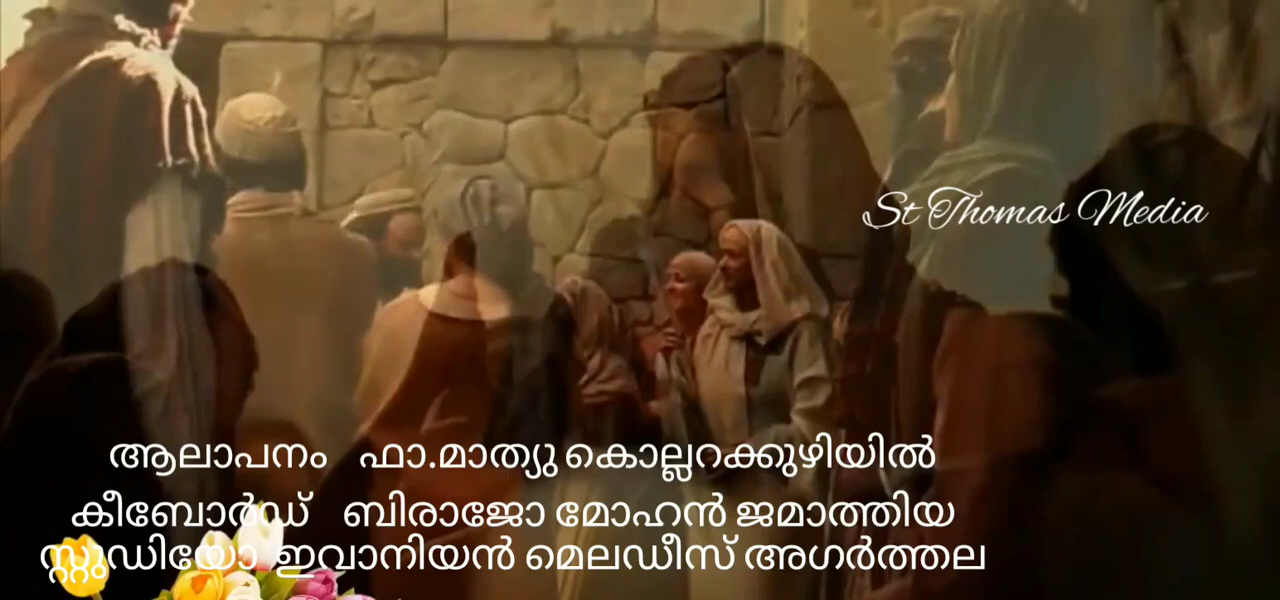 St Thomas Media
ആലാപനം ഫാ.മാത്യു കൊല്ലറക്കുഴിയിൽ
കീബോർഡ് ബിരാജോ മോഹൻ ജമാത്തിയ
സ്റ്റുഡിയോ ഇവാനിയൻ മെലഡീസ് അഗർത്തല